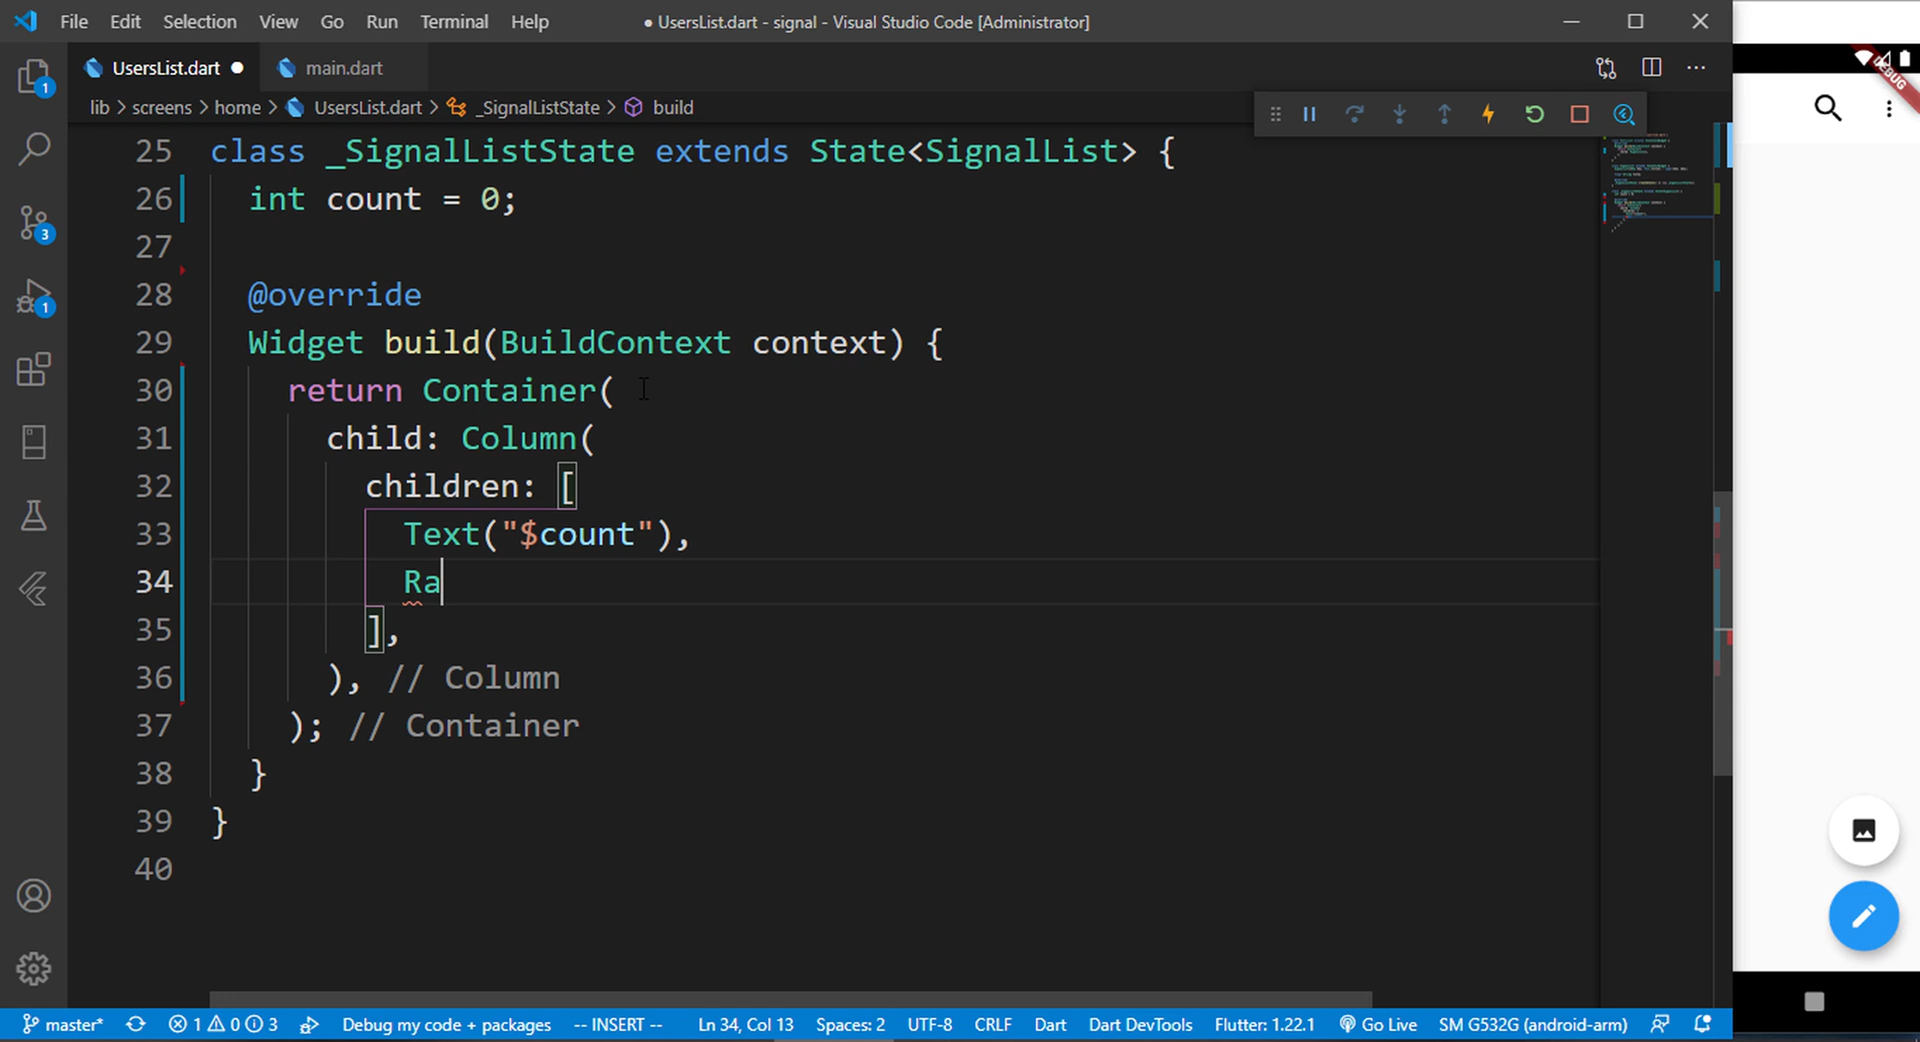 File Edit Selection View Go Run Terminal Help ● UsersList.dart - signal - Visual Studio Code [Administrator]
UsersList.dart ● main.dart
lib > screens > home > UsersList.dart > _SignalListState > build
DEBUG
25 class _SignalListState extends State<SignalList> {
26 int count = 0;
27
28 @override
29 Widget build(BuildContext context) {
30 return Container(
31 child: Column(
32 children: [
33 Text("$count"),
34 Ra
35 ],
36 ), // Column
37 ); // Container
38 }
39 }
40
1
3
1
master* 1 0 3 Debug my code + packages -- INSERT -- Ln 34, Col 13 Spaces: 2 UTF-8 CRLF Dart Dart DevTools Flutter: 1.22.1 Go Live SM G532G (android-arm)